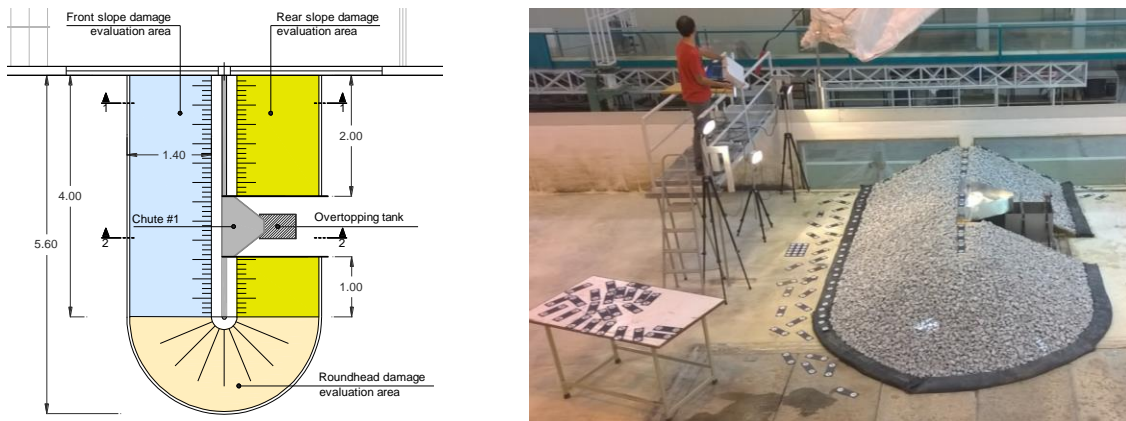 Front slope damage
evaluation area
Rear slope damage
evaluation area
1
1
2.00
1.40
4.00
Chute #1
Overtopping tank
2
2
5.60
1.00
Roundhead damage
evaluation area